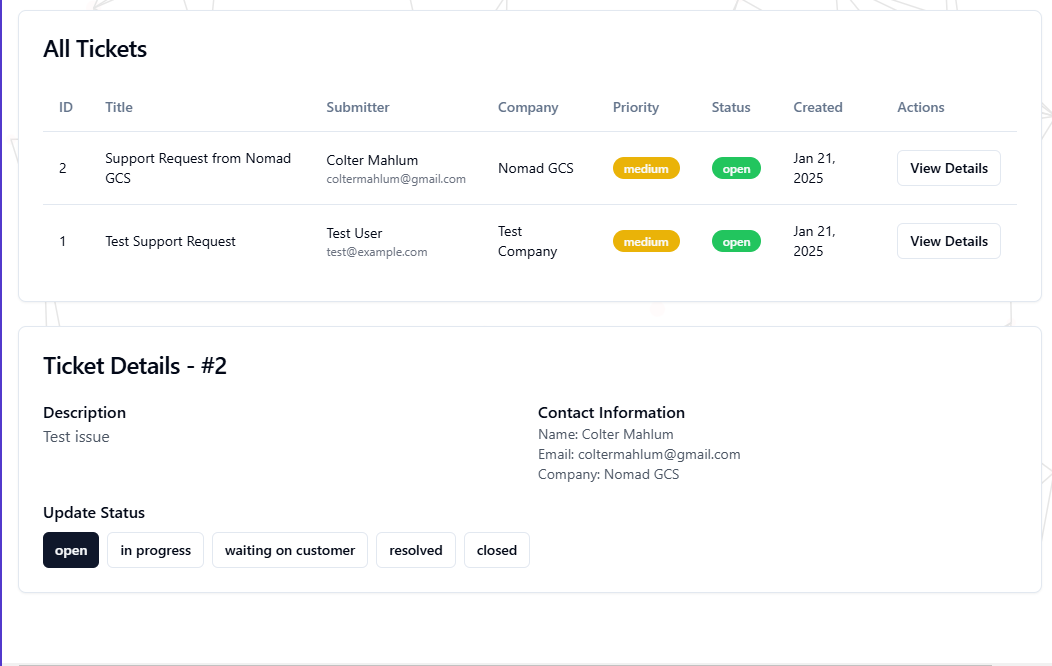 All Tickets
ID Title Submitter Company Priority Status Created Actions
2 Support Request from Nomad GCS Colter Mahlum coltermahlum@gmail.com Nomad GCS medium open Jan 21, 2025 View Details
1 Test Support Request Test User test@example.com Test Company medium open Jan 21, 2025 View Details
Ticket Details - #2
Description
Test issue
Contact Information
Name: Colter Mahlum
Email: coltermahlum@gmail.com
Company: Nomad GCS
Update Status
open in progress waiting on customer resolved closed